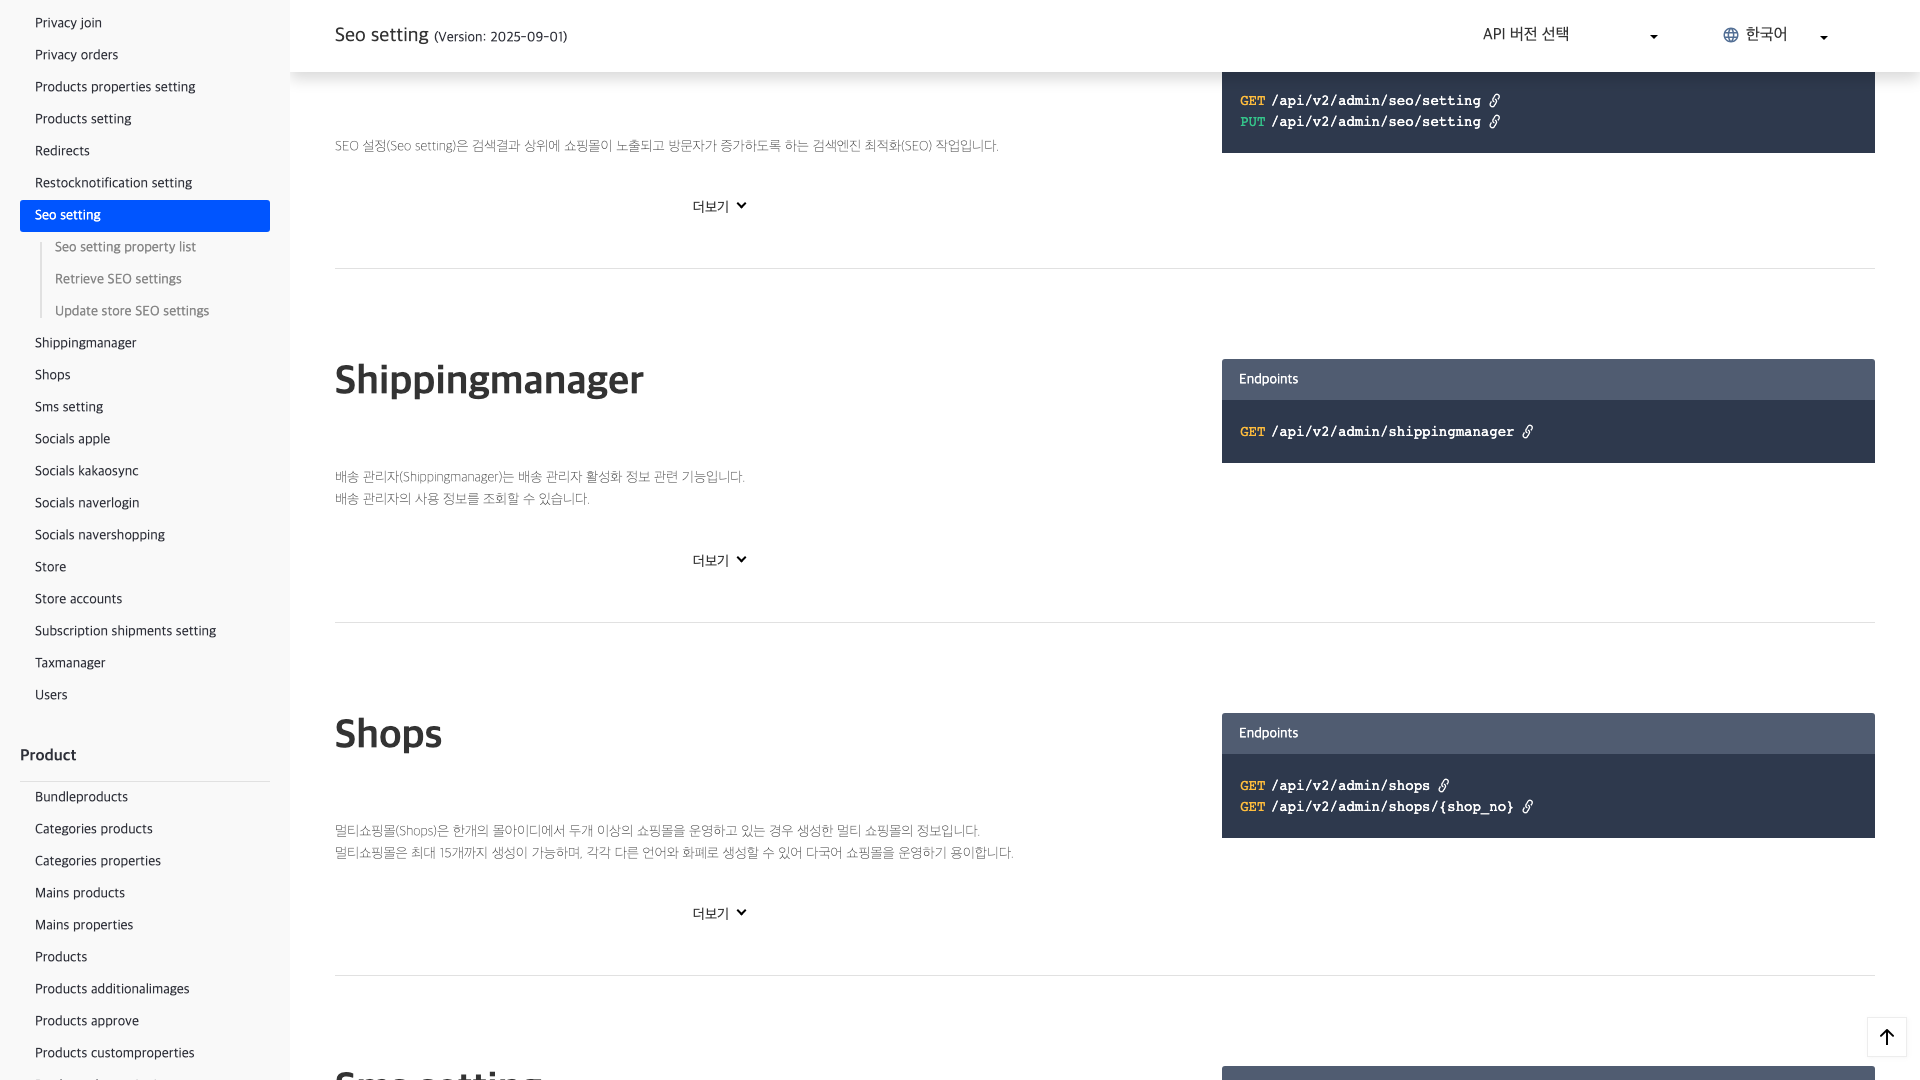 Privacy join
Privacy orders
Products properties setting
Products setting
Redirects
Restocknotification setting
Seo setting
Seo setting property list
Retrieve SEO settings
Update store SEO settings
Shippingmanager
Shops
Sms setting
Socials apple
Socials kakaosync
Socials naverlogin
Socials navershopping
Store
Store accounts
Subscription shipments setting
Taxmanager
Users
Product
Bundleproducts
Categories products
Categories properties
Mains products
Mains properties
Products
Products additionalimages
Products approve
Products customproperties
Seo setting (Version: 2025-09-01)
API 버전 선택
한국어
GET /api/v2/admin/seo/setting
PUT /api/v2/admin/seo/setting
SEO 설정(Seo setting)은 검색결과 상위에 쇼핑몰이 노출되고 방문자가 증가하도록 하는 검색엔진 최적화(SEO) 작업입니다.
더보기
Shippingmanager
Endpoints
GET /api/v2/admin/shippingmanager
배송 관리자(Shippingmanager)는 배송 관리자 활성화 정보 관련 기능입니다.
배송 관리자의 사용 정보를 조회할 수 있습니다.
더보기
Shops
Endpoints
GET /api/v2/admin/shops
GET /api/v2/admin/shops/{shop_no}
멀티쇼핑몰(Shops)은 한개의 몰아이디에서 두개 이상의 쇼핑몰을 운영하고 있는 경우 생성한 멀티 쇼핑몰의 정보입니다.
멀티쇼핑몰은 최대 15개까지 생성이 가능하며, 각각 다른 언어와 화폐로 생성할 수 있어 다국어 쇼핑몰을 운영하기 용이합니다.
더보기
Sms setting